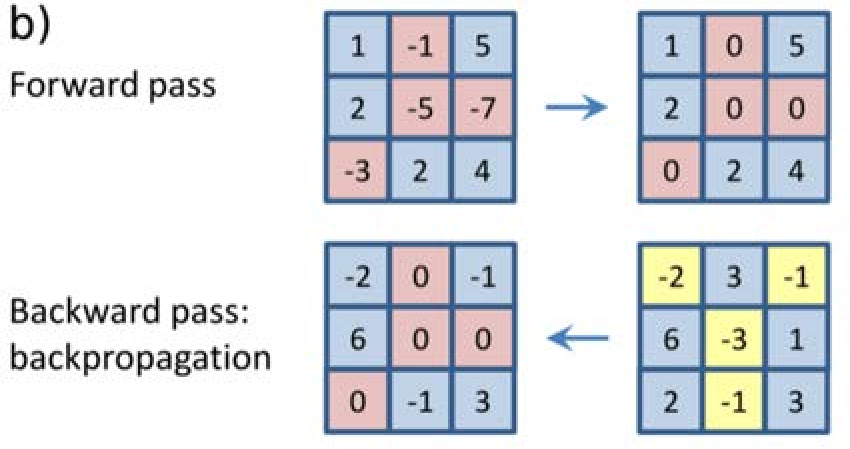 b)
Forward pass
1 -1 5 1 0 5
2 -5 -7 2 0 0
-3 2 4 0 2 4
Backward pass:
backpropagation
-2 0 -1 -2 3 -1
6 0 0 6 -3 1
0 -1 3 2 -1 3